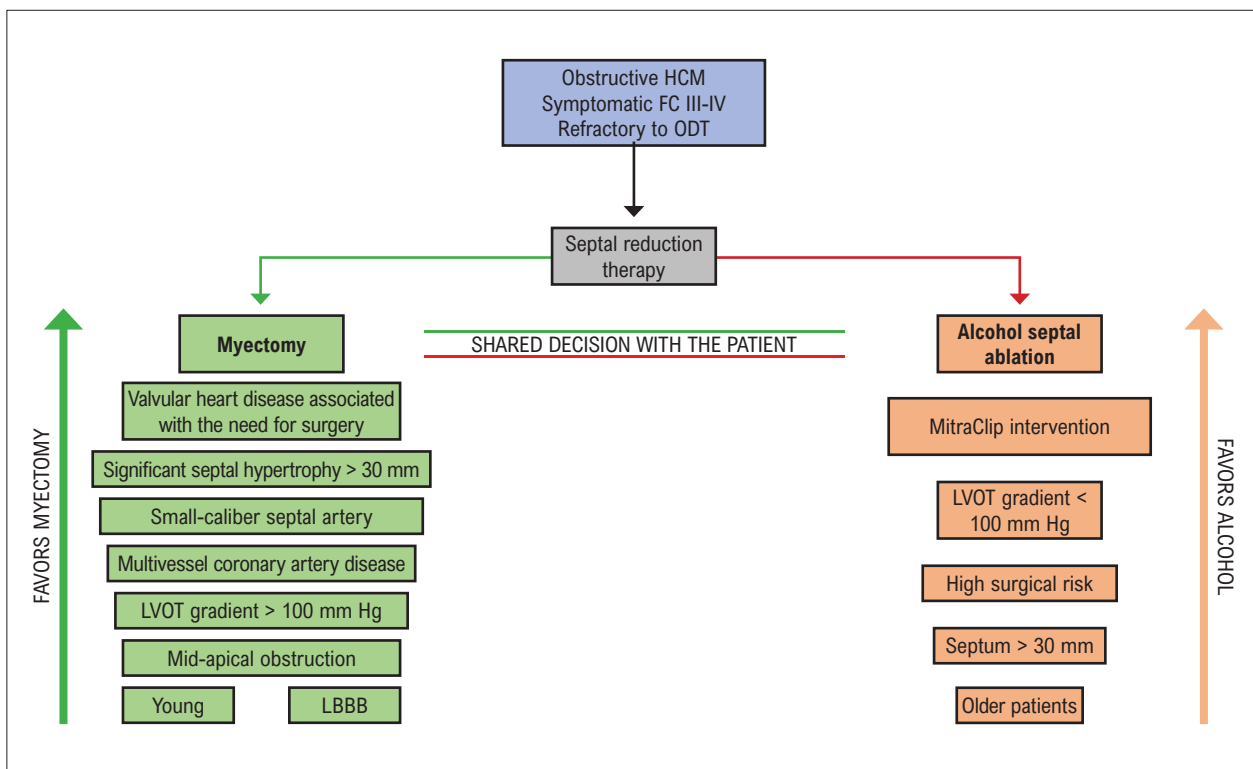 Obstructive HCM
Symptomatic FC III-IV
Refractory to ODT
Septal reduction
therapy
FAVORS MYECTOMY
Myectomy
Valvular heart disease associated
with the need for surgery
Significant septal hypertrophy > 30 mm
Small-caliber septal artery
Multivessel coronary artery disease
LVOT gradient > 100 mm Hg
Mid-apical obstruction
Young
LBBB
SHARED DECISION WITH THE PATIENT
Alcohol septal
ablation
MitraClip intervention
LVOT gradient <
100 mm Hg
High surgical risk
Septum > 30 mm
Older patients
FAVORS ALCOHOL